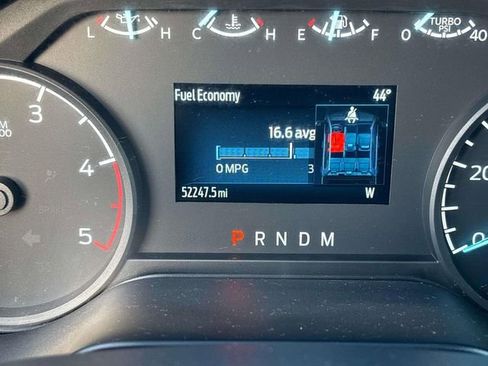 L H C H E F O TURBO PSI 40
Fuel Economy 44°
16.6 avg
0 MPG 3
52247.5 mi W
P R N D M
3
4
5
20
0